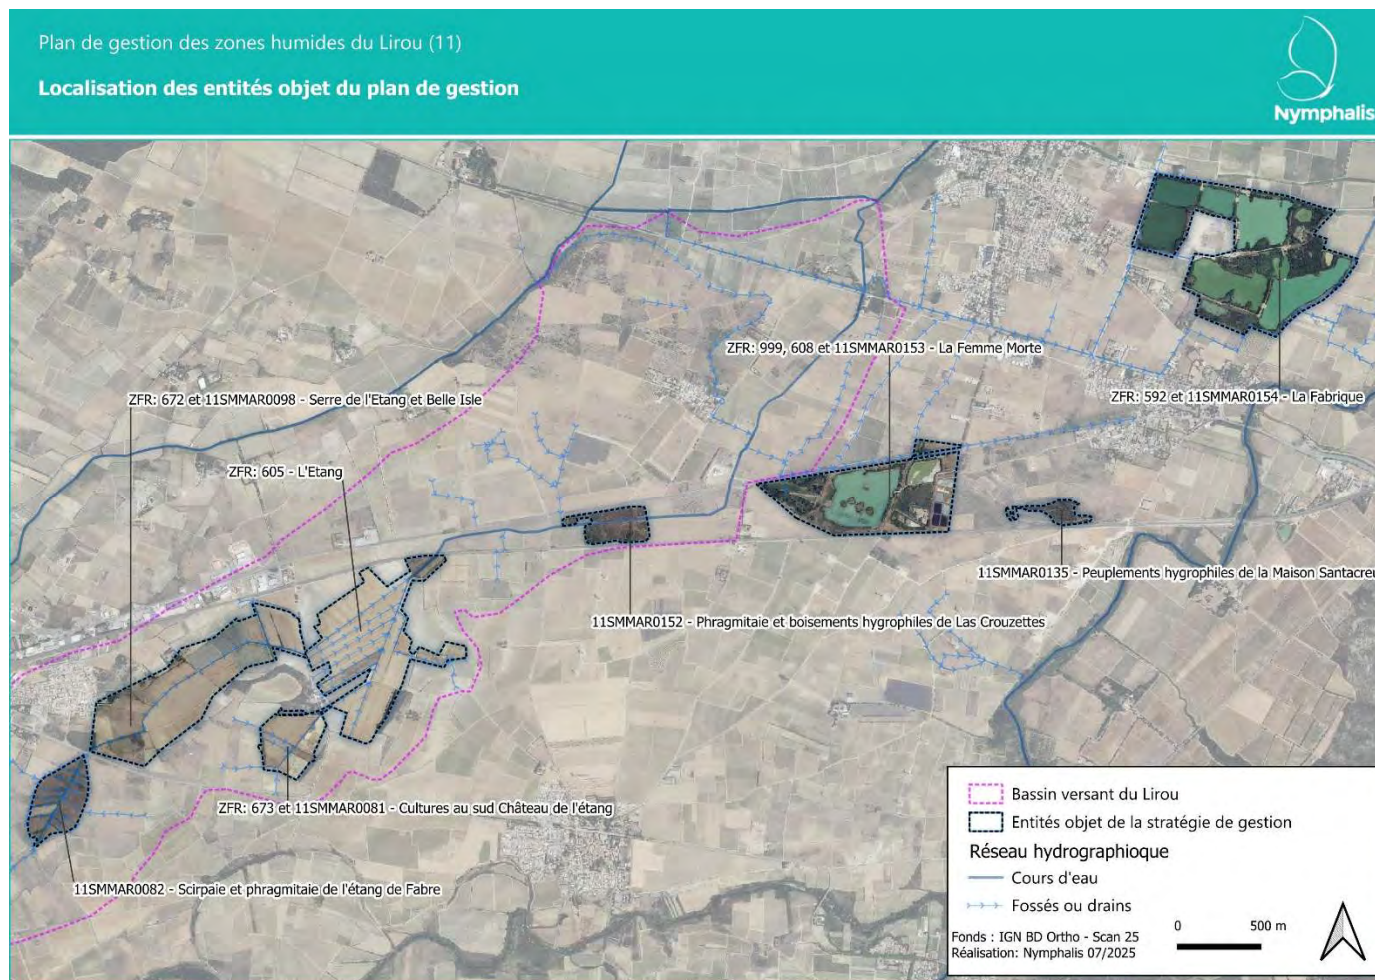 Plan de gestion des zones humides du Lirou (11)
Localisation des entités objet du plan de gestion
Nymphalis
ZFR: 999, 608 et 11SMMAR0153 - La Femme Morte
ZFR: 592 et 11SMMAR0154 - La Fabrique
ZFR: 672 et 11SMMAR0098 - Serre de l'Etang et Belle Isle
ZFR: 605 - L'Etang
11SMMAR0135 - Peuplements hygrophiles de la Maison Santacreu
11SMMAR0152 - Phragmitaie et boisements hygrophiles de Las Crouzettes
ZFR: 673 et 11SMMAR0081 - Cultures au sud Château de l'étang
11SMMAR0082 - Scirpaie et phragmitaie de l'étang de Fabre
Bassin versant du Lirou
Entités objet de la stratégie de gestion
Réseau hydrographioque
Cours d'eau
Fossés ou drains
0 500 m
Fonds : IGN BD Ortho - Scan 25
Réalisation: Nymphalis 07/2025